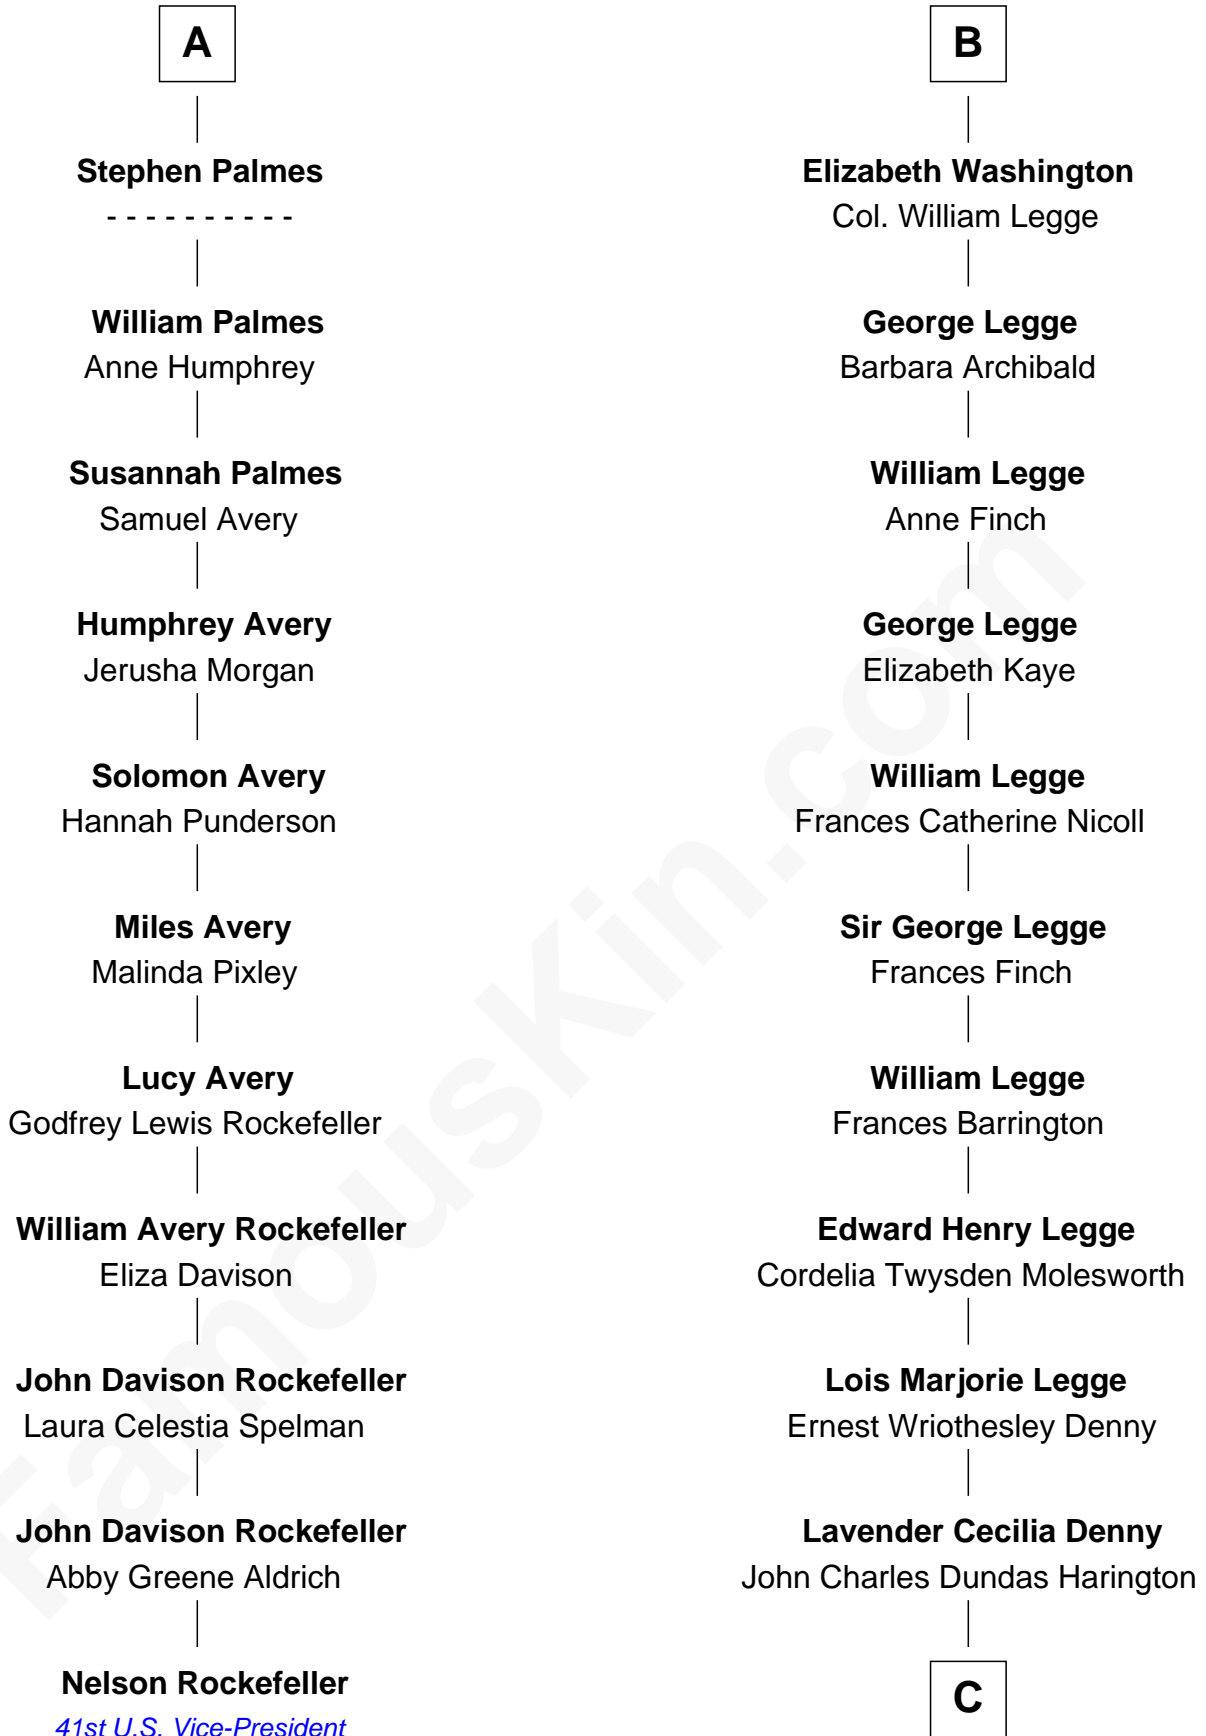 A
Stephen Palmes
- - - - - - - - - -
William Palmes
Anne Humphrey
Susannah Palmes
Samuel Avery
Humphrey Avery
Jerusha Morgan
Solomon Avery
Hannah Punderson
Miles Avery
Malinda Pixley
Lucy Avery
Godfrey Lewis Rockefeller
William Avery Rockefeller
Eliza Davison
John Davison Rockefeller
Laura Celestia Spelman
John Davison Rockefeller
Abby Greene Aldrich
Nelson Rockefeller
41st U.S. Vice-President
B
Elizabeth Washington
Col. William Legge
George Legge
Barbara Archibald
William Legge
Anne Finch
George Legge
Elizabeth Kaye
William Legge
Frances Catherine Nicoll
Sir George Legge
Frances Finch
William Legge
Frances Barrington
Edward Henry Legge
Cordelia Twysden Molesworth
Lois Marjorie Legge
Ernest Wriothesley Denny
Lavender Cecilia Denny
John Charles Dundas Harington
C
FamousKin.com